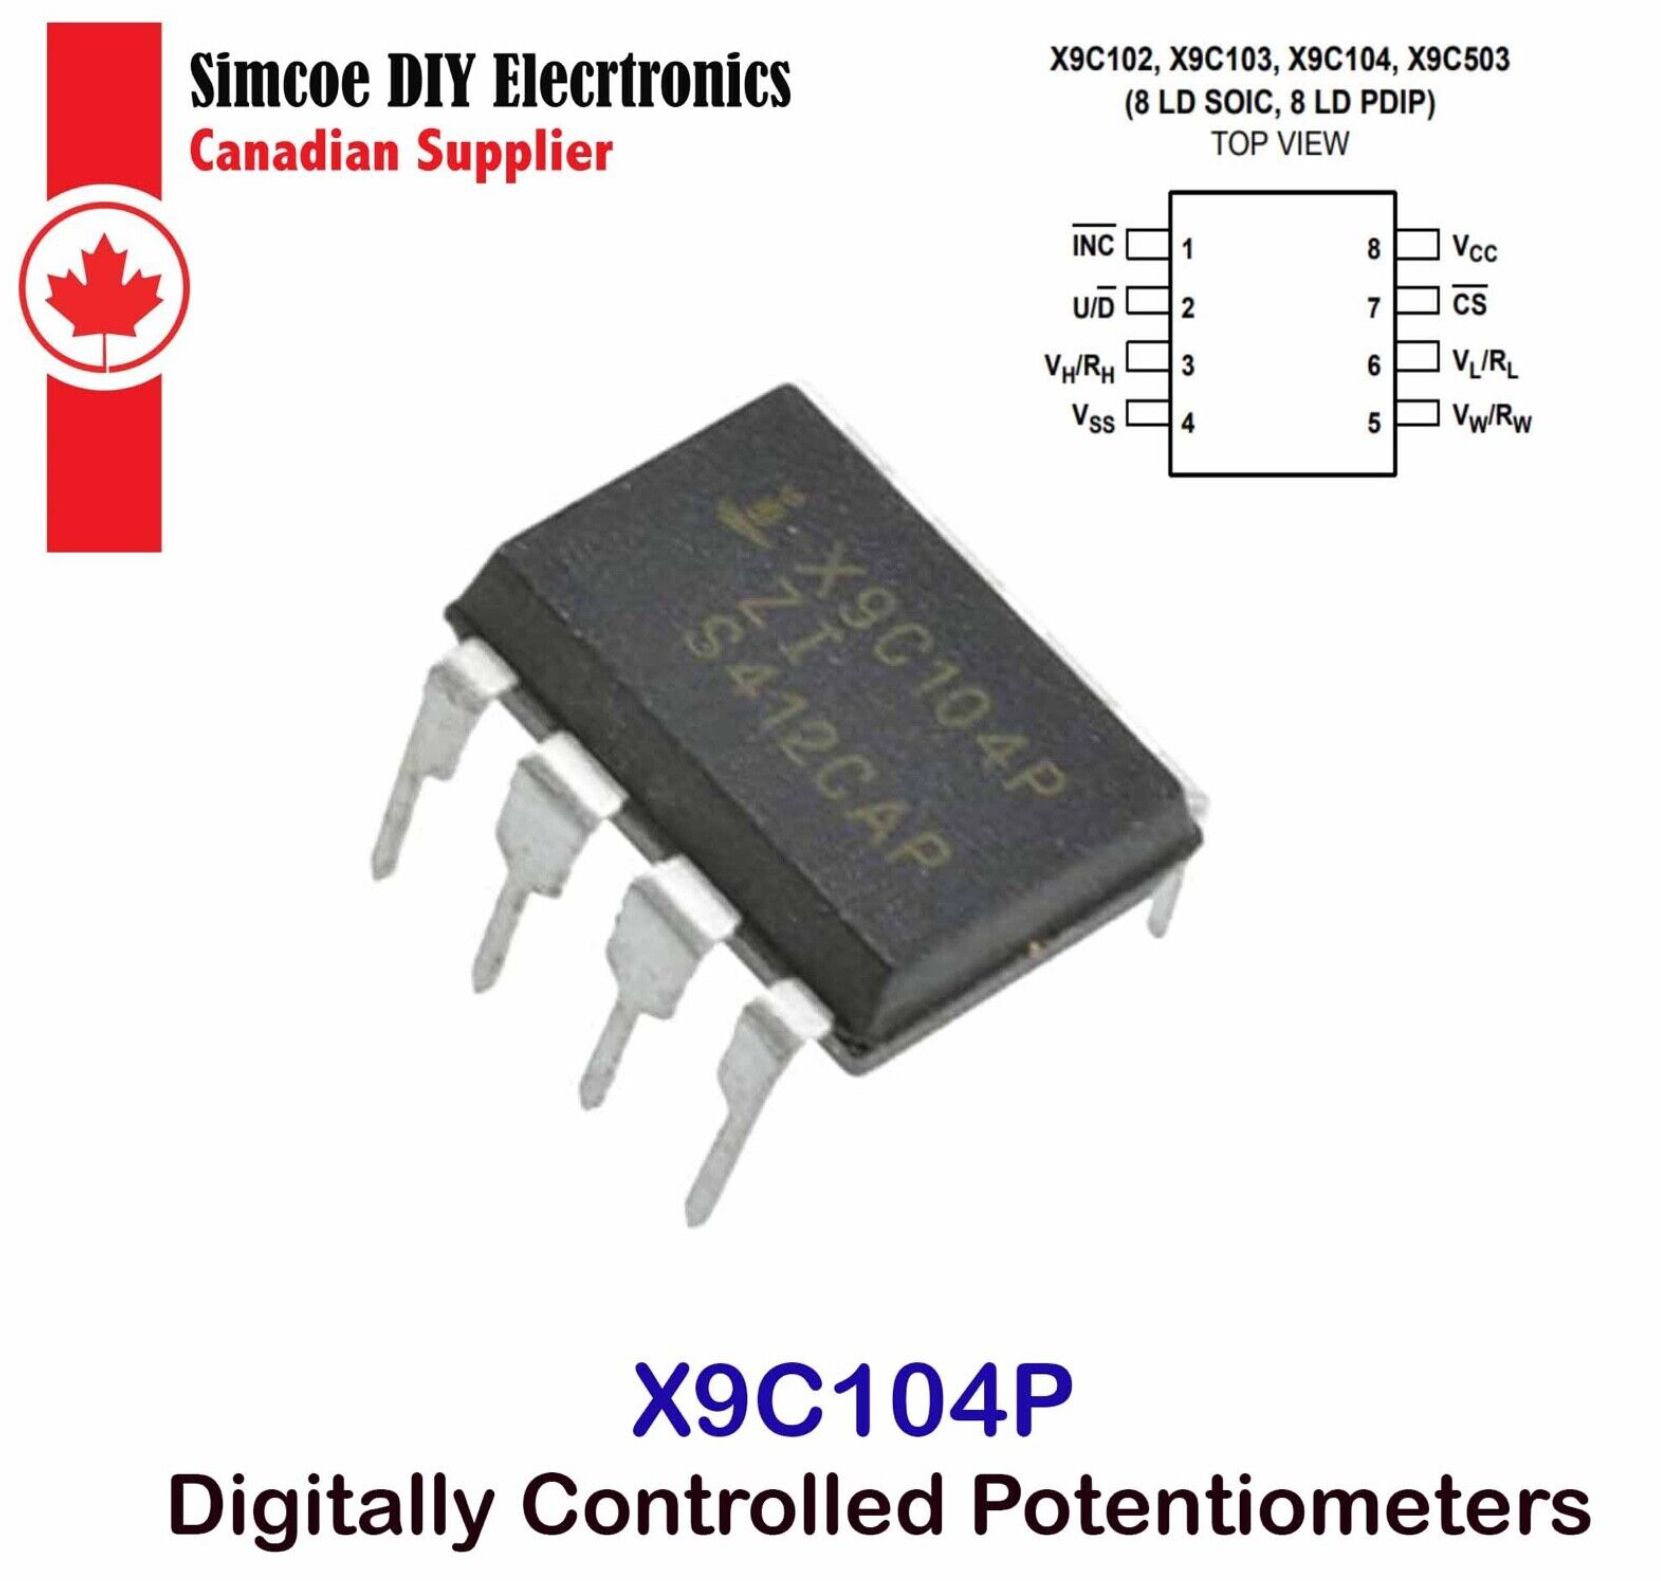 Simcoe DIY Elecrtronics
Canadian Supplier
X9C102, X9C103, X9C104, X9C503
(8 LD SOIC, 8 LD PDIP)
TOP VIEW
INC 1 8 VCC
U/D 2 7 CS
VH/RH 3 6 VL/RL
VSS 4 5 VW/RW
X9C104P
ZI
S412CAP
X9C104P
Digitally Controlled Potentiometers